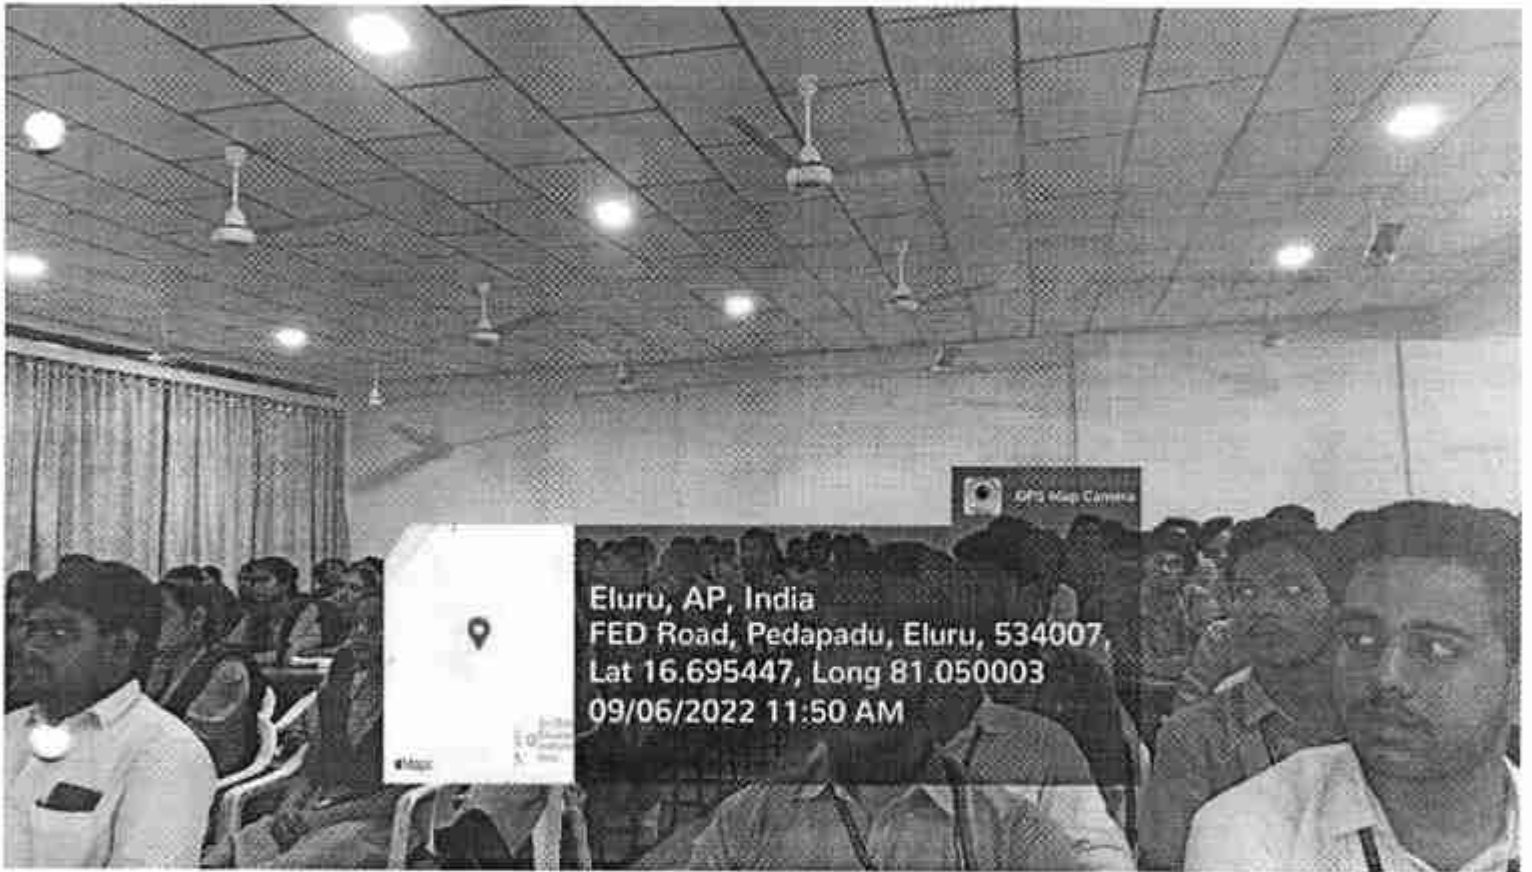 GPS Map Camera
Eluru, AP, India
FED Road, Pedapadu, Eluru, 534007,
Lat 16.695447, Long 81.050003
09/06/2022 11:50 AM
Maps